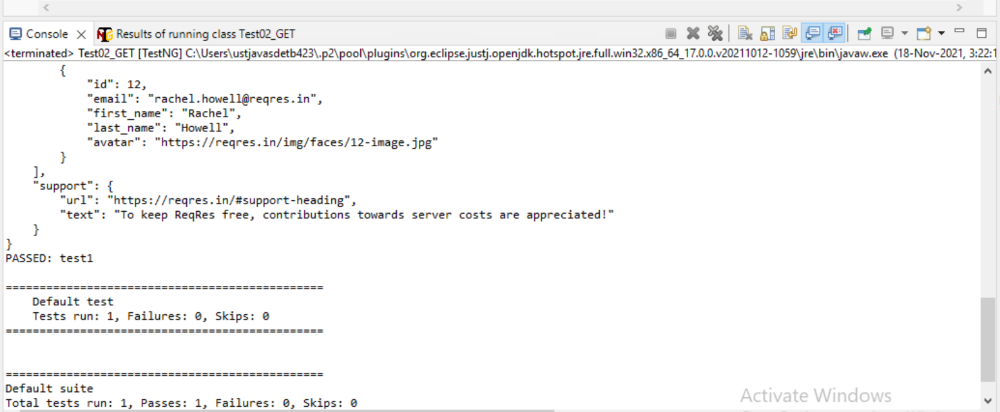 Console
Results of running class Test02_GET
<terminated> Test02_GET [TestNG] C:\Users\ustjavasdetb423\.p2\pool\plugins\org.eclipse.justj.openjdk.hotspot.jre.full.win32.x86_64_17.0.0.v20211012-1059\jre\bin\javaw.exe (18-Nov-2021, 3:22:1
{
"id": 12,
"email": "rachel.howell@reqres.in",
"first_name": "Rachel",
"last_name": "Howell",
"avatar": "https://reqres.in/img/faces/12-image.jpg"
}
],
"support": {
"url": "https://reqres.in/#support-heading",
"text": "To keep ReqRes free, contributions towards server costs are appreciated!"
}
}
PASSED: test1
===============================================
Default test
Tests run: 1, Failures: 0, Skips: 0
===============================================
===============================================
Default suite
Total tests run: 1, Passes: 1, Failures: 0, Skips: 0
Activate Windows